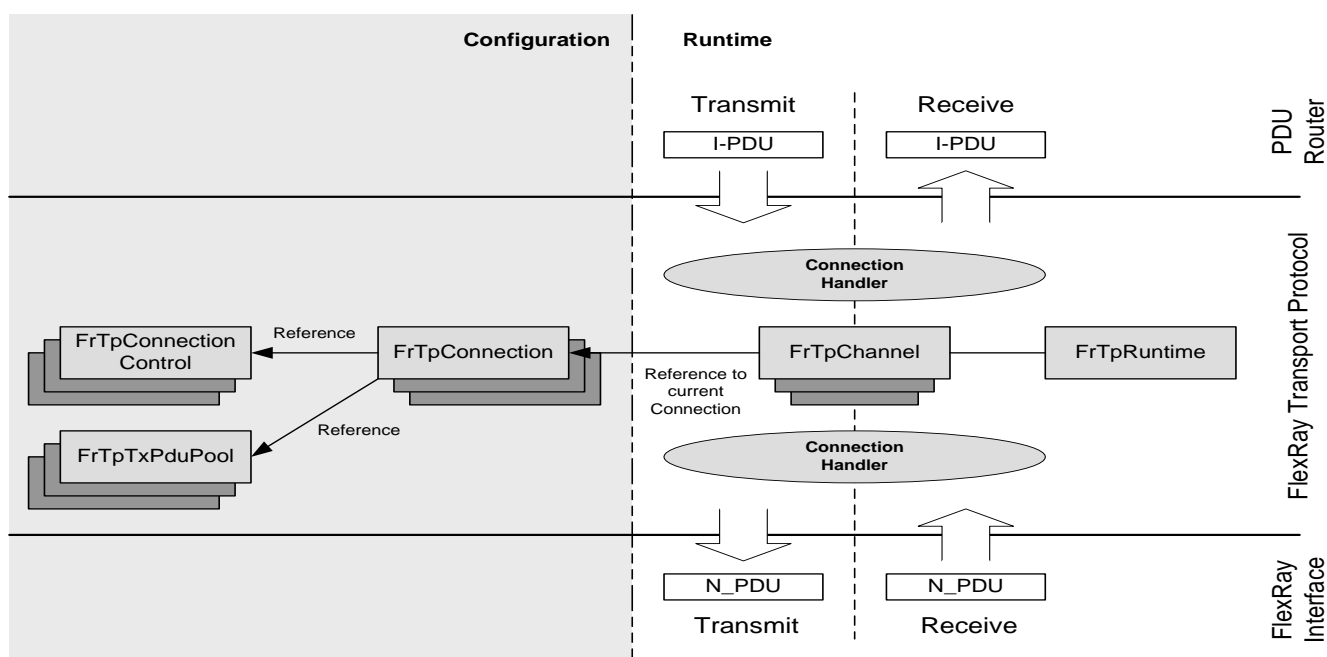 Configuration
Runtime
Transmit
Receive
I-PDU
I-PDU
PDU
Router
Connection
Handler
FrTpConnection
Control
Reference
FrTpConnection
FrTpChannel
FrTpRuntime
Reference to
current
Connection
Reference
FrTpTxPduPool
Connection
Handler
FlexRay Transport Protocol
N_PDU
N_PDU
Transmit
Receive
FlexRay
Interface